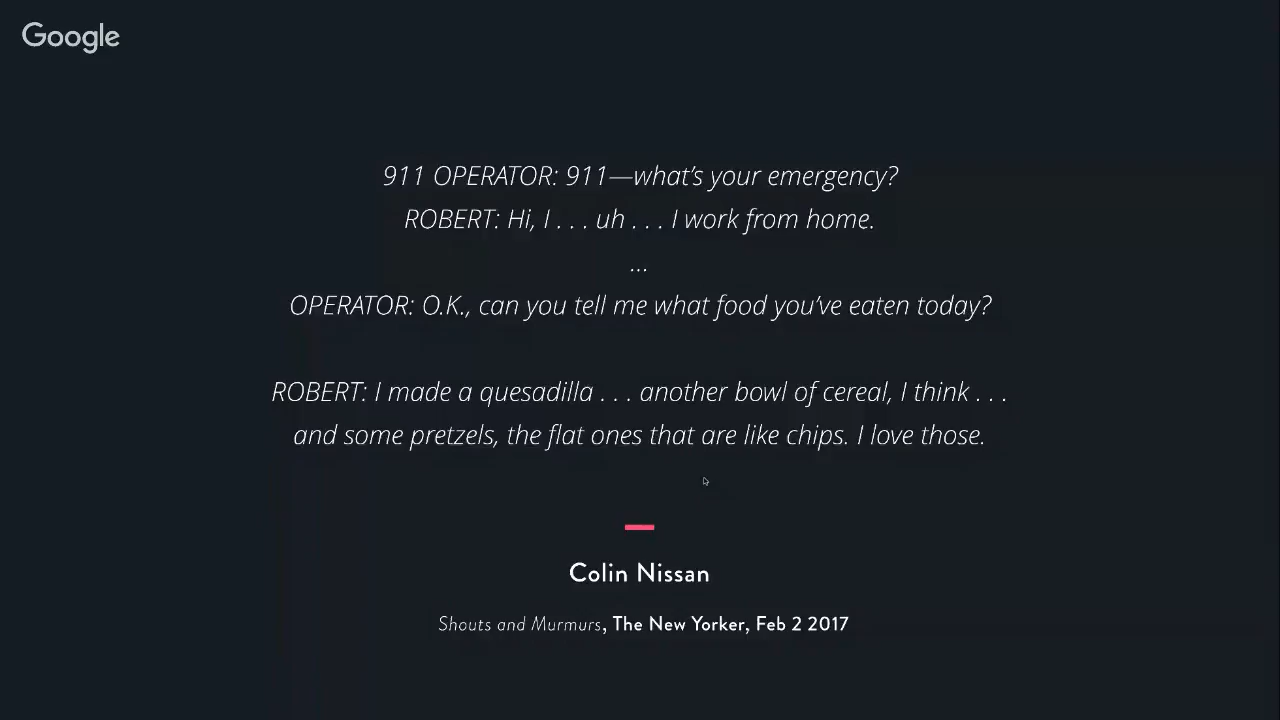 Google
911 OPERATOR: 911—what's your emergency?
ROBERT: Hi, I . . . uh . . . I work from home.
...
OPERATOR: O.K., can you tell me what food you've eaten today?
ROBERT: I made a quesadilla . . . another bowl of cereal, I think . . .
and some pretzels, the flat ones that are like chips. I love those.
Colin Nissan
Shouts and Murmurs, The New Yorker, Feb 2 2017